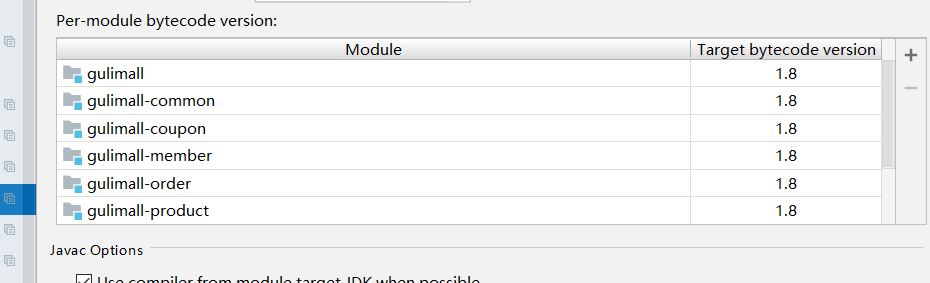 Per-module bytecode version:
Module Target bytecode version
gulimall 1.8
gulimall-common 1.8
gulimall-coupon 1.8
gulimall-member 1.8
gulimall-order 1.8
gulimall-product 1.8
Javac Options
Use compiler from module target JDK when possible